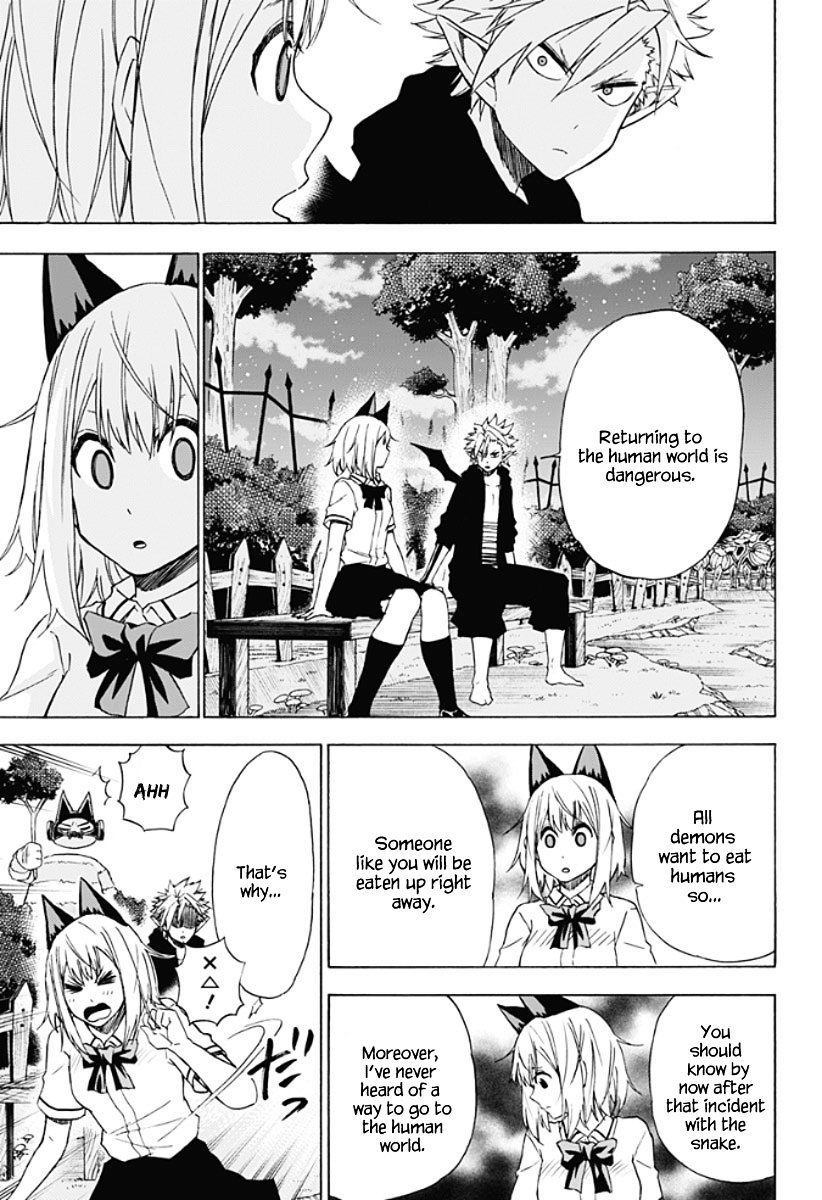 Returning to
the human world is
dangerous.
All
demons
want to eat
humans
so...
Someone
like you will be
eaten up right
away.
You
should
know by
now after
that incident
with the
snake.
Moreover,
I've never
heard of a
way to go to
the human
world.
That's
why...
AHH
×
△!
だっ